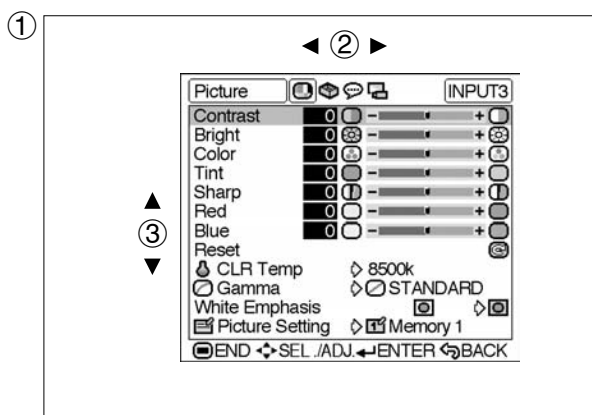 ①
◄ ② ►
Picture INPUT3
Contrast 0 - +
Bright 0 - +
Color 0 - +
Tint 0 - +
Sharp 0 - +
Red 0 - +
Blue 0 - +
Reset
▲
③
▼
CLR Temp 8500k
Gamma STANDARD
White Emphasis
Picture Setting 1 Memory 1
END SEL ./ADJ. ENTER BACK